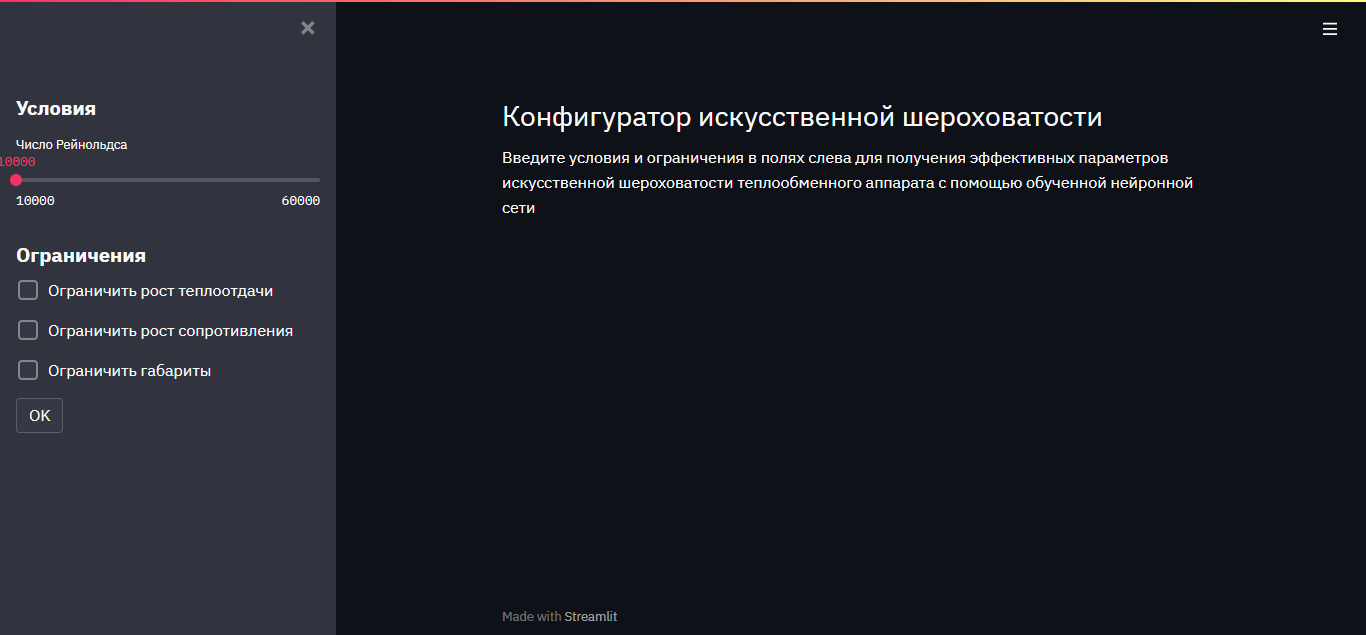 Условия
Число Рейнольдса
10000
10000 60000
Ограничения
Ограничить рост теплоотдачи
Ограничить рост сопротивления
Ограничить габариты
OK
Конфигуратор искусственной шероховатости
Введите условия и ограничения в полях слева для получения эффективных параметров
искусственной шероховатости теплообменного аппарата с помощью обученной нейронной
сети
Made with Streamlit